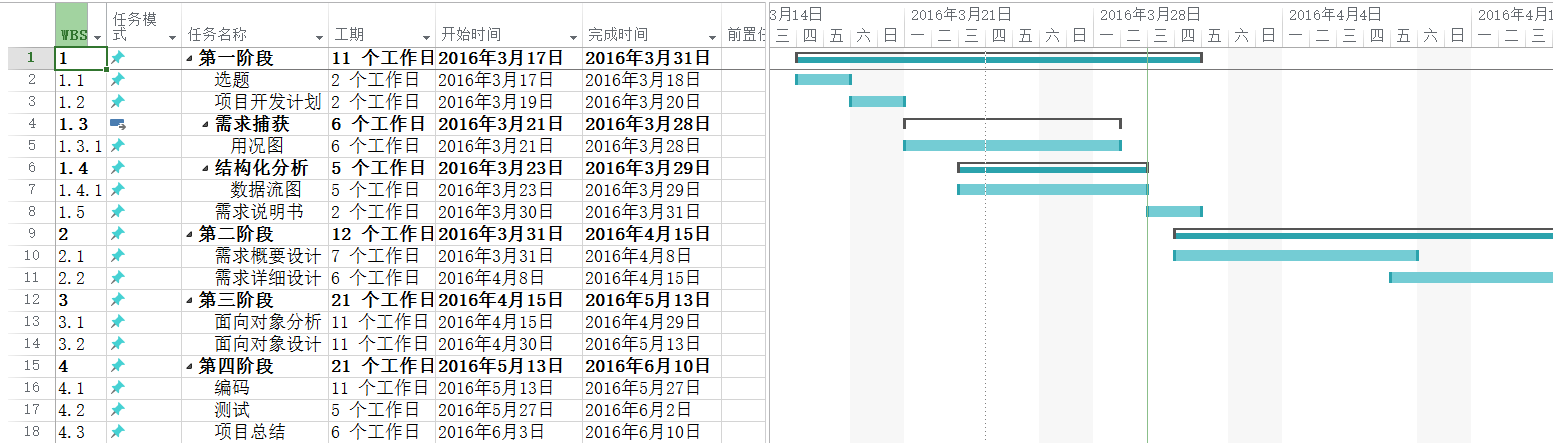 WBS 任务模式 任务名称 工期 开始时间 完成时间 前置任
3月14日 2016年3月21日 2016年3月28日 2016年4月4日 2016年4月1
三 四 五 六 日 一 二 三 四 五 六 日 一 二 三 四 五 六 日 一 二 三 四 五 六 日 一 二 三
1 1 第一阶段 11 个工作日 2016年3月17日 2016年3月31日
2 1.1 选题 2 个工作日 2016年3月17日 2016年3月18日
3 1.2 项目开发计划 2 个工作日 2016年3月19日 2016年3月20日
4 1.3 需求捕获 6 个工作日 2016年3月21日 2016年3月28日
5 1.3.1 用况图 6 个工作日 2016年3月21日 2016年3月28日
6 1.4 结构化分析 5 个工作日 2016年3月23日 2016年3月29日
7 1.4.1 数据流图 5 个工作日 2016年3月23日 2016年3月29日
8 1.5 需求说明书 2 个工作日 2016年3月30日 2016年3月31日
9 2 第二阶段 12 个工作日 2016年3月31日 2016年4月15日
10 2.1 需求概要设计 7 个工作日 2016年3月31日 2016年4月8日
11 2.2 需求详细设计 6 个工作日 2016年4月8日 2016年4月15日
12 3 第三阶段 21 个工作日 2016年4月15日 2016年5月13日
13 3.1 面向对象分析 11 个工作日 2016年4月15日 2016年4月29日
14 3.2 面向对象设计 11 个工作日 2016年4月30日 2016年5月13日
15 4 第四阶段 21 个工作日 2016年5月13日 2016年6月10日
16 4.1 编码 11 个工作日 2016年5月13日 2016年5月27日
17 4.2 测试 5 个工作日 2016年5月27日 2016年6月2日
18 4.3 项目总结 6 个工作日 2016年6月3日 2016年6月10日